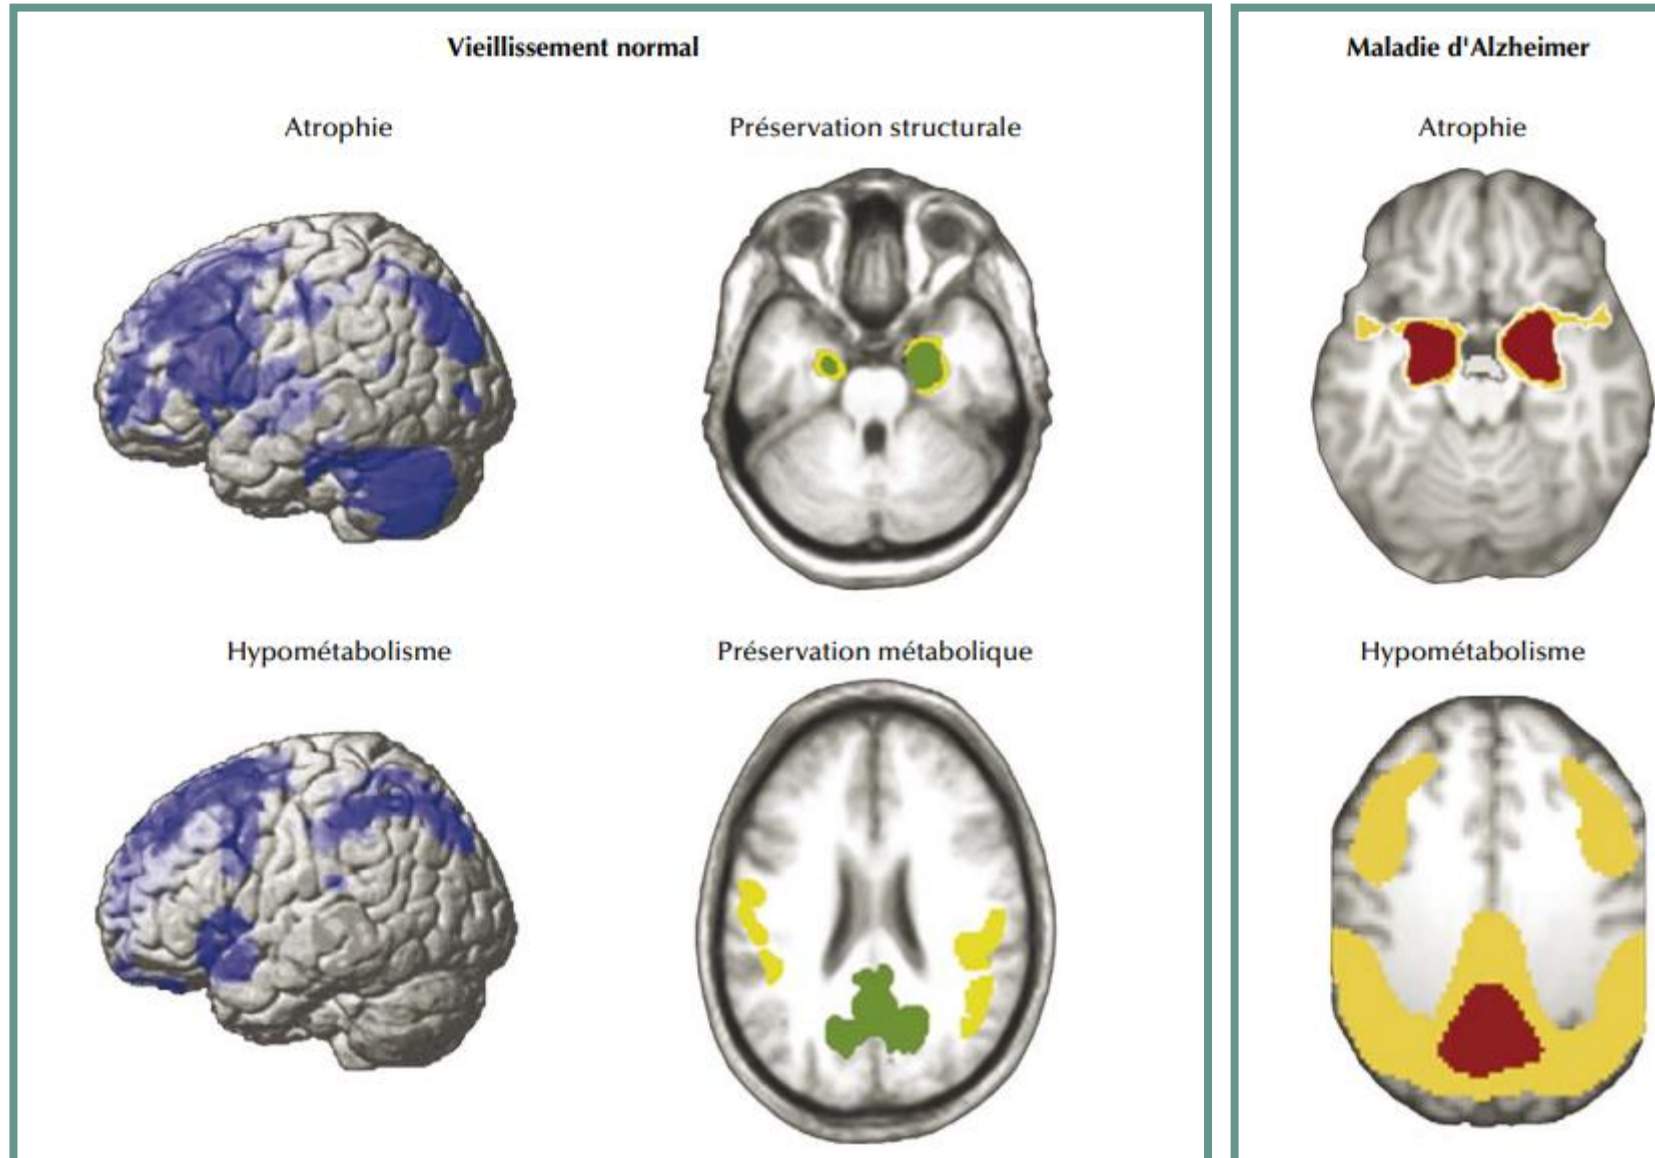 Vieillissement normal
Atrophie
Préservation structurale
Hypométabolisme
Préservation métabolique
Maladie d'Alzheimer
Atrophie
Hypométabolisme